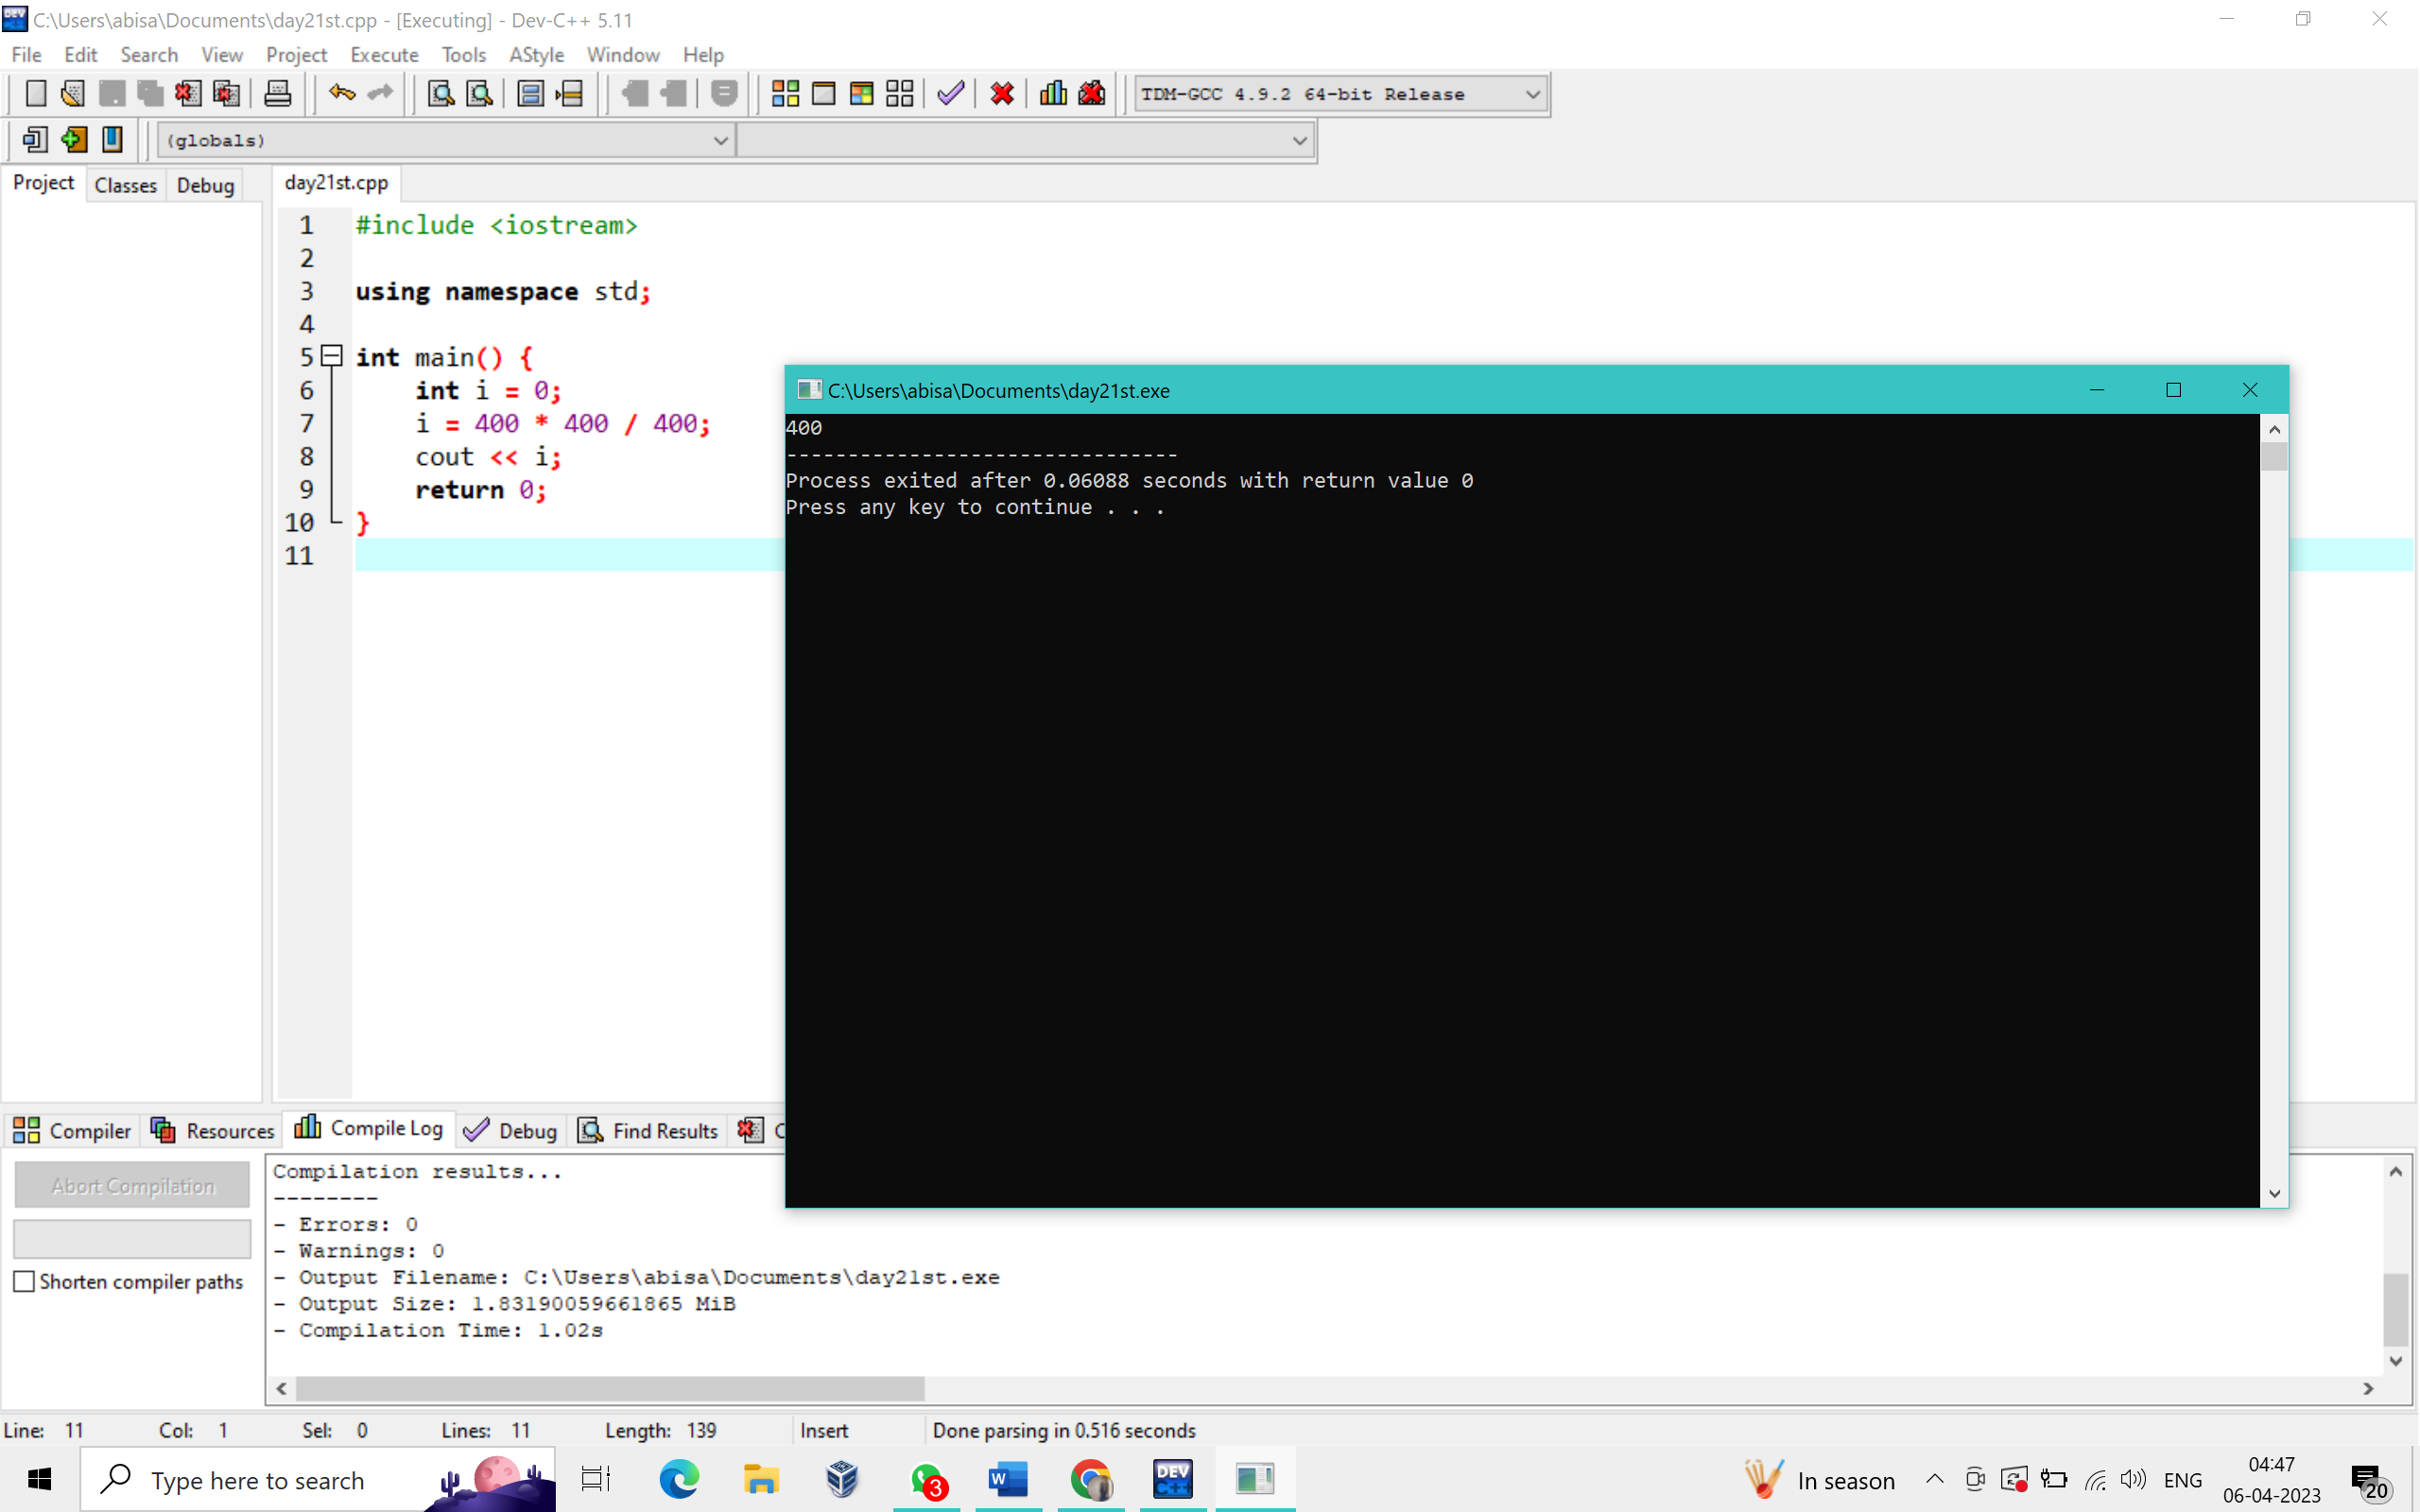 C:\Users\abisa\Documents\day21st.cpp - [Executing] - Dev-C++ 5.11
File Edit Search View Project Execute Tools AStyle Window Help
TDM-GCC 4.9.2 64-bit Release
(globals)
Project Classes Debug day21st.cpp
1 #include <iostream>
2
3 using namespace std;
4
5 int main() {
6 int i = 0;
7 i = 400 * 400 / 400;
8 cout << i;
9 return 0;
10 }
11
C:\Users\abisa\Documents\day21st.exe
400
--------------------------------
Process exited after 0.06088 seconds with return value 0
Press any key to continue . . .
Compiler Resources Compile Log Debug Find Results
Abort Compilation
Shorten compiler paths
Compilation results...
--------
- Errors: 0
- Warnings: 0
- Output Filename: C:\Users\abisa\Documents\day21st.exe
- Output Size: 1.83190059661865 MiB
- Compilation Time: 1.02s
Line: 11 Col: 1 Sel: 0 Lines: 11 Length: 139 Insert Done parsing in 0.516 seconds
Type here to search
3
W
DEV C++
In season
ENG
04:47
06-04-2023
20